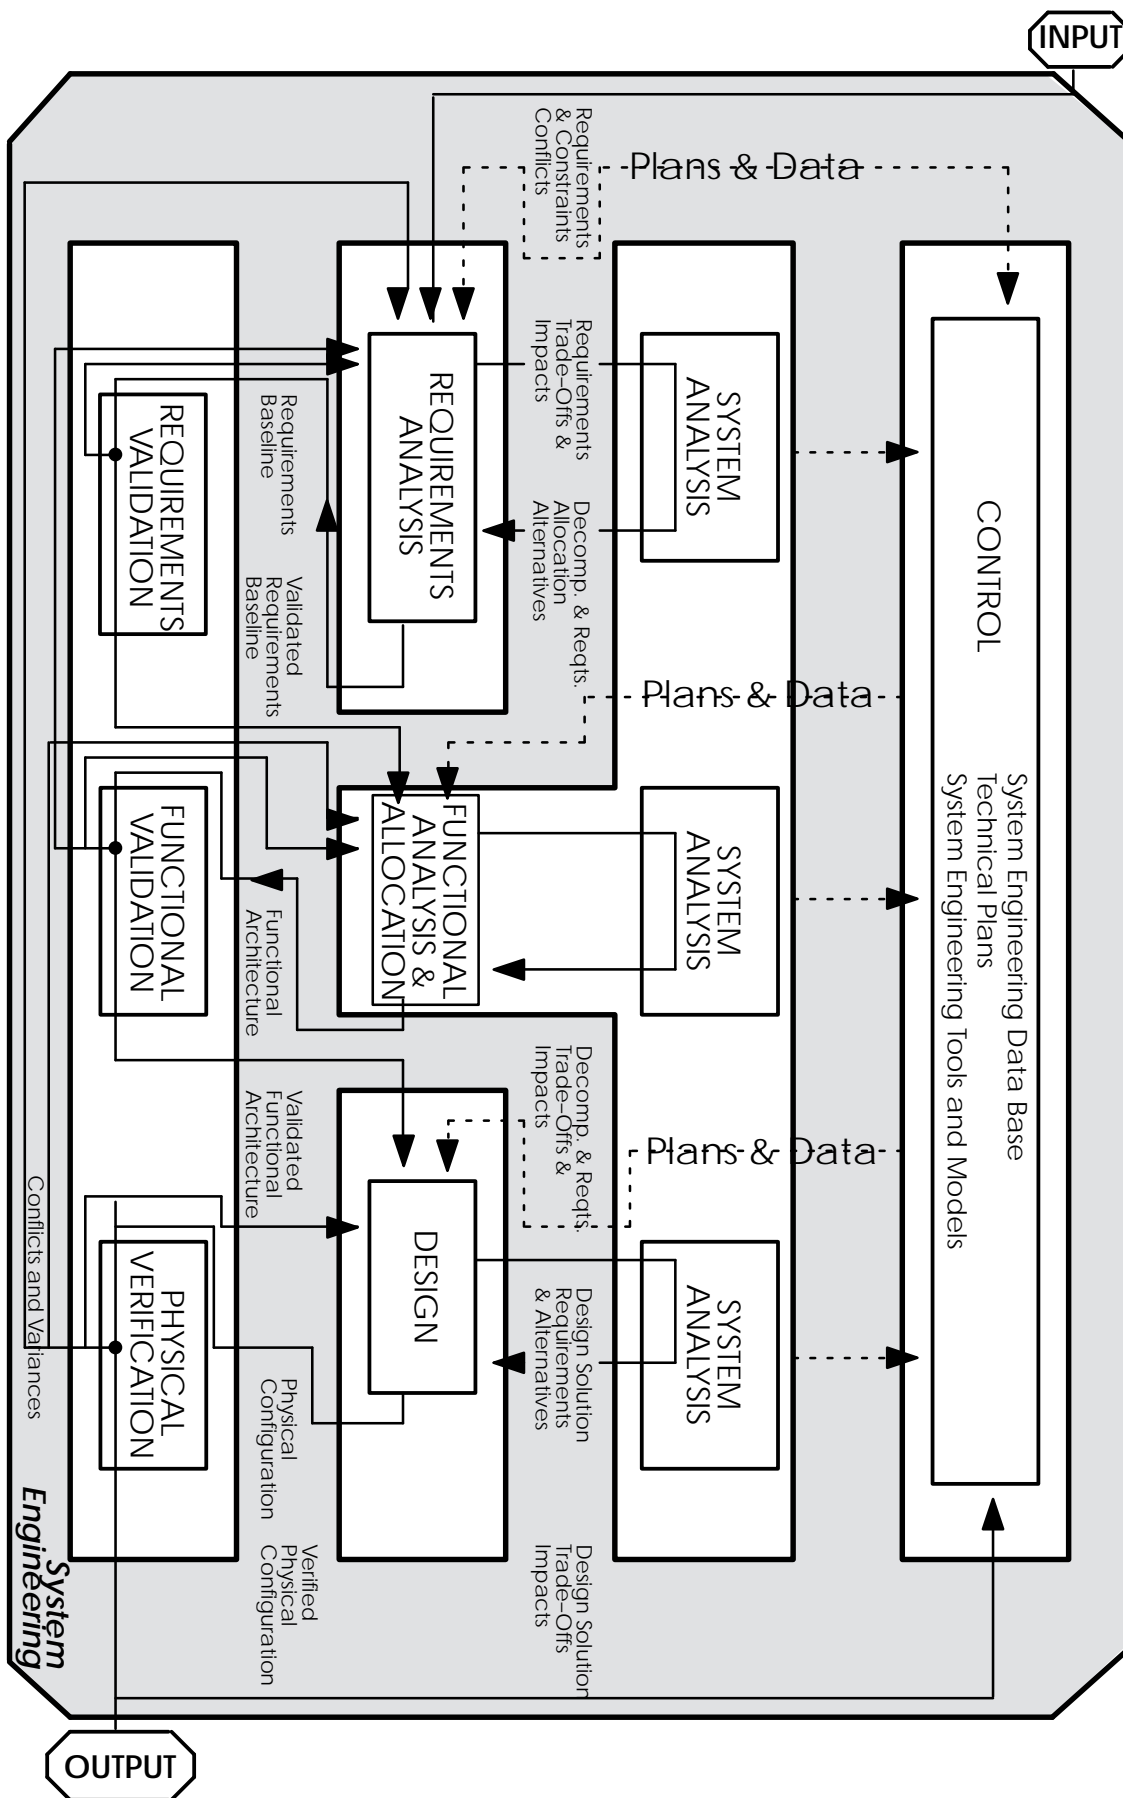 INPUT
Plans & Data
Requirements
& Constraints
Conflicts
CONTROL
System Engineering Data Base
Technical Plans
System Engineering Tools and Models
SYSTEM
ANALYSIS
Requirements
Trade-Offs &
Impacts
REQUIREMENTS
ANALYSIS
Requirements
Baseline
REQUIREMENTS
VALIDATION
Decomp. & Reqts.
Allocation
Alternatives
Validated
Requirements
Baseline
Plans & Data
SYSTEM
ANALYSIS
FUNCTIONAL
ANALYSIS &
ALLOCATION
FUNCTIONAL
VALIDATION
Functional
Architecture
Decomp. & Reqts.
Trade-Offs &
Impacts
Validated
Functional
Architecture
Plans & Data
SYSTEM
ANALYSIS
Design Solution
Requirements
& Alternatives
DESIGN
PHYSICAL
VERIFICATION
Physical
Configuration
Conflicts and Variances
Design Solution
Trade-Offs
Impacts
Verified
Physical
Configuration
System
Engineering
OUTPUT